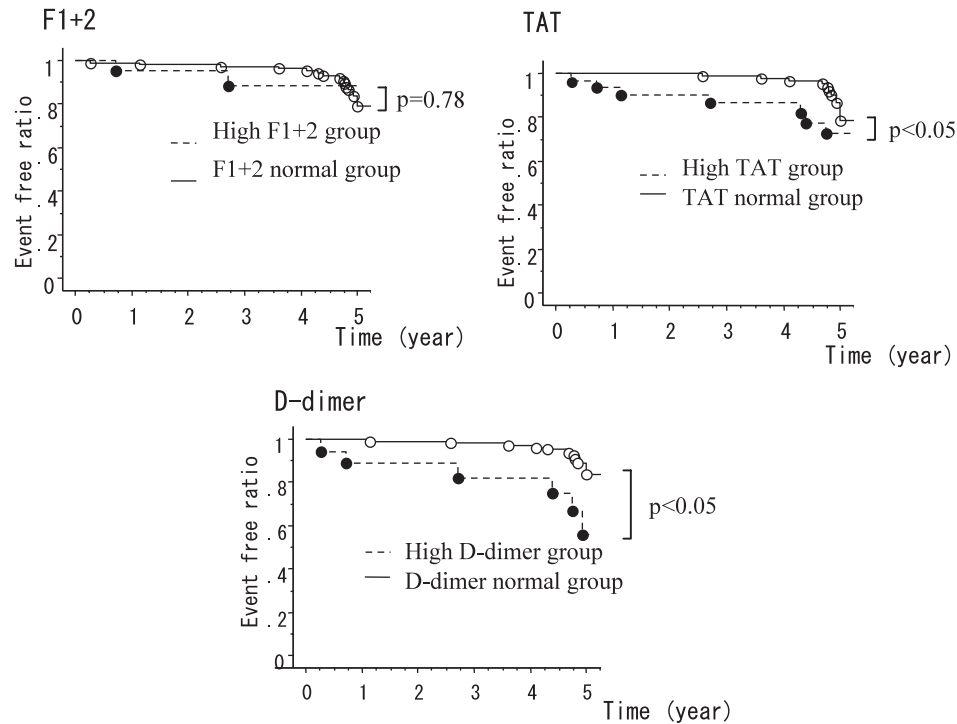 F1+2
1
.8
.6
.4
.2
0
Event free ratio
p=0.78
High F1+2 group
F1+2 normal group
0 1 2 3 4 5
Time (year)
TAT
1
.8
.6
.4
.2
0
Event free ratio
p<0.05
High TAT group
TAT normal group
0 1 2 3 4 5
Time (year)
D-dimer
1
.8
.6
.4
.2
0
Event free ratio
p<0.05
High D-dimer group
D-dimer normal group
0 1 2 3 4 5
Time (year)